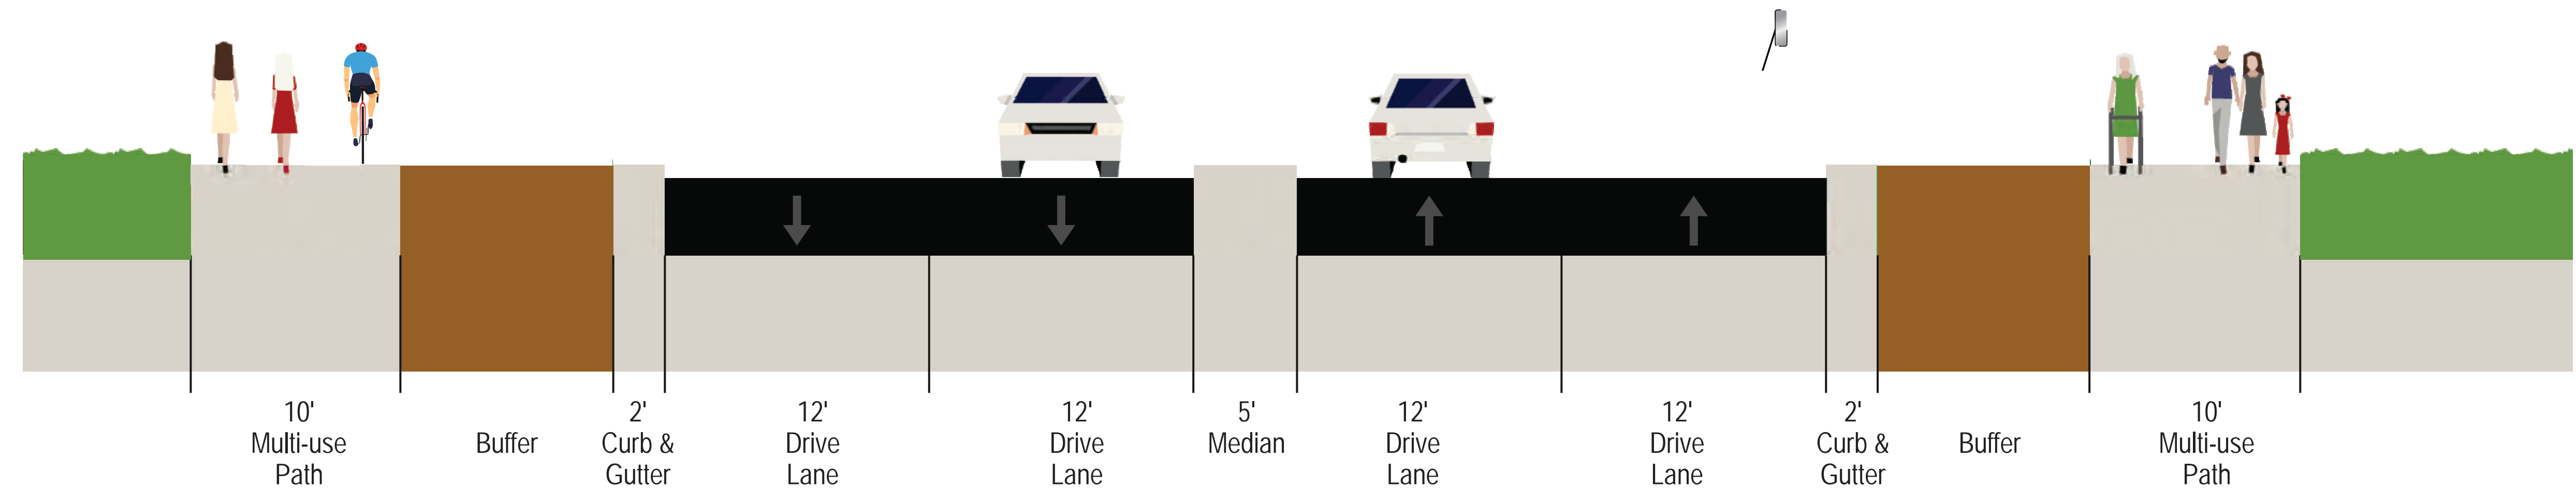 10'
Multi-use
Path
Buffer
2'
Curb &
Gutter
12'
Drive
Lane
12'
Drive
Lane
5'
Median
12'
Drive
Lane
12'
Drive
Lane
2'
Curb &
Gutter
Buffer
10'
Multi-use
Path